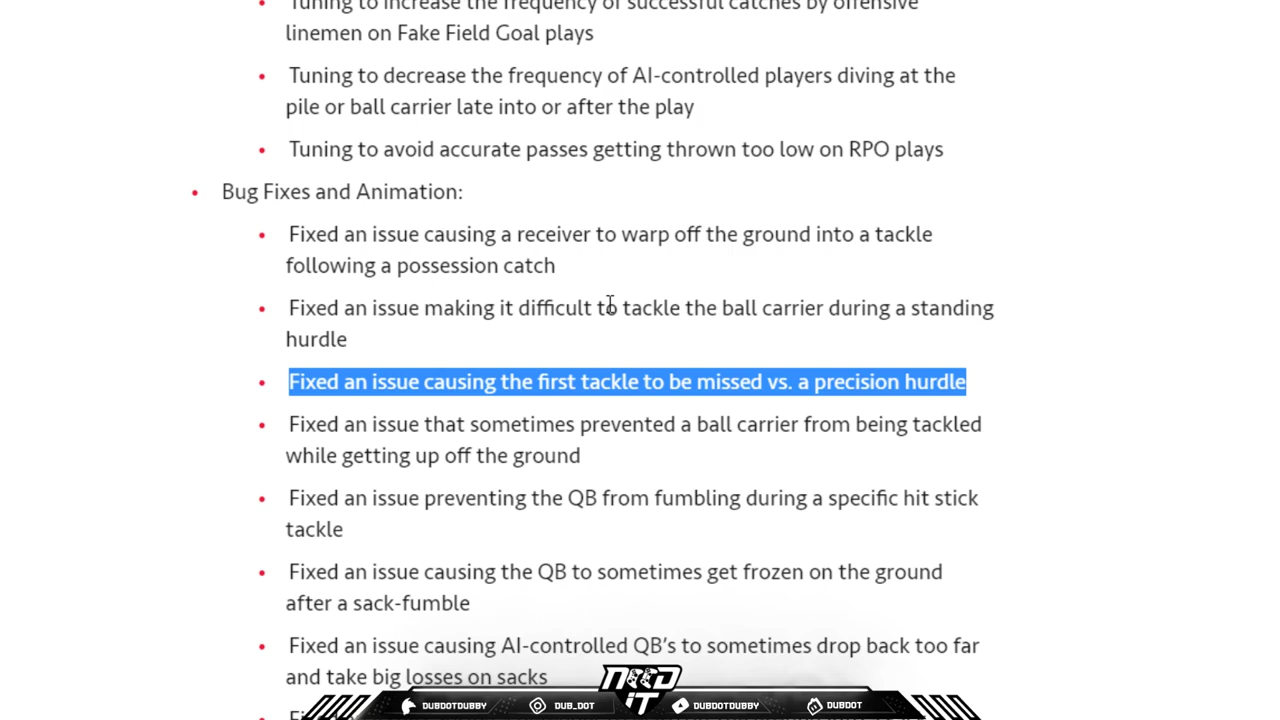 Tuning to increase the frequency of successful catches by offensive
linemen on Fake Field Goal plays
Tuning to decrease the frequency of AI-controlled players diving at the
pile or ball carrier late into or after the play
Tuning to avoid accurate passes getting thrown too low on RPO plays
Bug Fixes and Animation:
Fixed an issue causing a receiver to warp off the ground into a tackle
following a possession catch
Fixed an issue making it difficult to tackle the ball carrier during a standing
hurdle
Fixed an issue causing the first tackle to be missed vs. a precision hurdle
Fixed an issue that sometimes prevented a ball carrier from being tackled
while getting up off the ground
Fixed an issue preventing the QB from fumbling during a specific hit stick
tackle
Fixed an issue causing the QB to sometimes get frozen on the ground
after a sack-fumble
Fixed an issue causing AI-controlled QB's to sometimes drop back too far
and take big losses on sacks
DUBDOTDUBBY DUB_DOT DUBDOTDUBBY DUBDOT